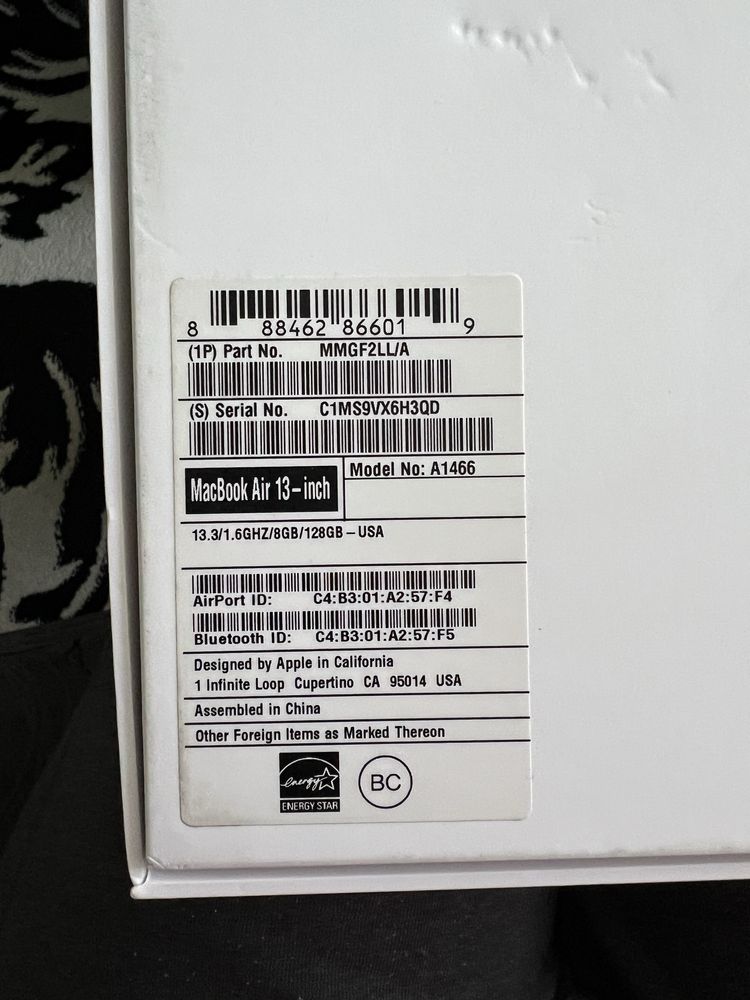 8 88462 86601 9
(1P) Part No. MMGF2LL/A
(S) Serial No. C1MS9VX6H3QD
MacBook Air 13-inch
Model No: A1466
13.3/1.6GHZ/8GB/128GB-USA
AirPort ID: C4:B3:01:A2:57:F4
Bluetooth ID: C4:B3:01:A2:57:F5
Designed by Apple in California
1 Infinite Loop Cupertino CA 95014 USA
Assembled in China
Other Foreign Items as Marked Thereon
energy
ENERGY STAR
BC